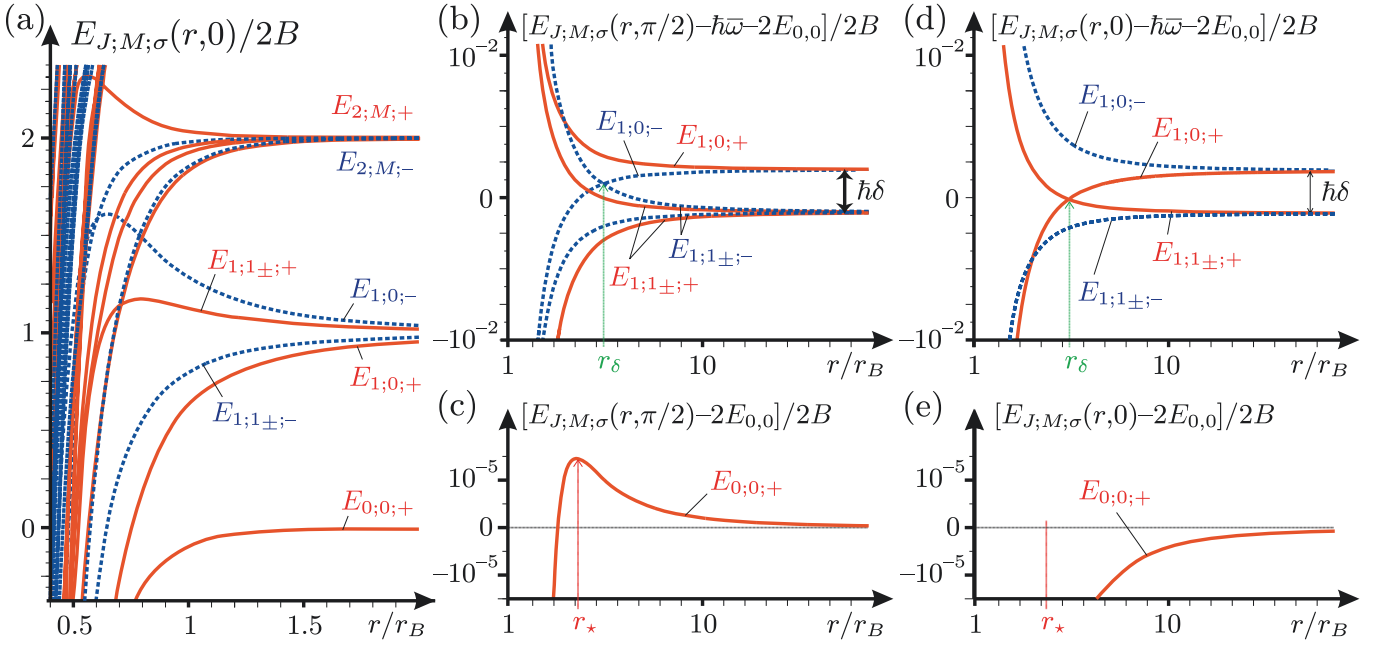 (a)
E_{J;M;σ}(r,0)/2B
2
1
0
0.5
1
1.5
r/r_B
E_{2;M;+}
E_{2;M;-}
E_{1;1±;+}
E_{1;0;-}
E_{1;0;+}
E_{1;1±;-}
E_{0;0;+}
(b)
[E_{J;M;σ}(r,π/2)−ħω̅−2E_{0,0}]/2B
10^{-2}
0
−10^{-2}
1
10
r/r_B
E_{1;0;-}
E_{1;0;+}
ħδ
E_{1;1±;-}
E_{1;1±;+}
r_δ
(c)
[E_{J;M;σ}(r,π/2)−2E_{0,0}]/2B
10^{-5}
0
−10^{-5}
1
10
r/r_B
E_{0;0;+}
r_⋆
(d)
[E_{J;M;σ}(r,0)−ħω̅−2E_{0,0}]/2B
10^{-2}
0
−10^{-2}
1
10
r/r_B
E_{1;0;-}
E_{1;0;+}
ħδ
E_{1;1±;+}
E_{1;1±;-}
r_δ
(e)
[E_{J;M;σ}(r,0)−2E_{0,0}]/2B
10^{-5}
0
−10^{-5}
1
10
r/r_B
E_{0;0;+}
r_⋆